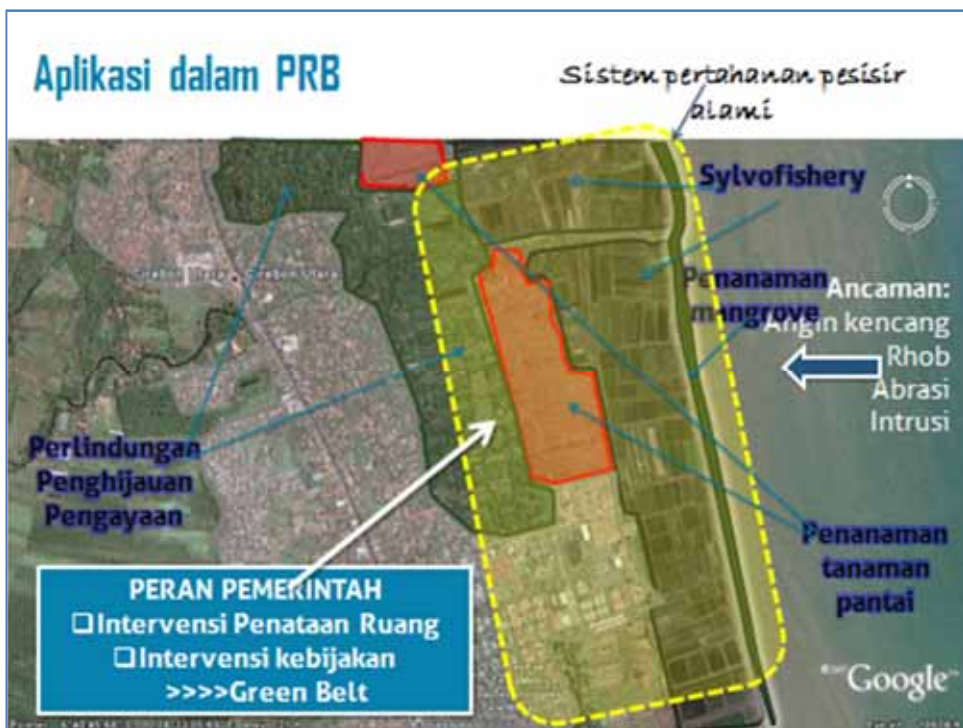 Aplikasi dalam PRB
Sistem pertahanan pesisir
alami
Sylvofishery
Penanaman
mangrove
Ancaman:
Angin kencang
Rhob
Abrasi
Intrusi
Perlindungan
Penghijauan
Pengayaan
Penanaman
tanaman
pantai
PERAN PEMERINTAH
❑Intervensi Penataan Ruang
❑Intervensi kebijakan
>>>>Green Belt
Google